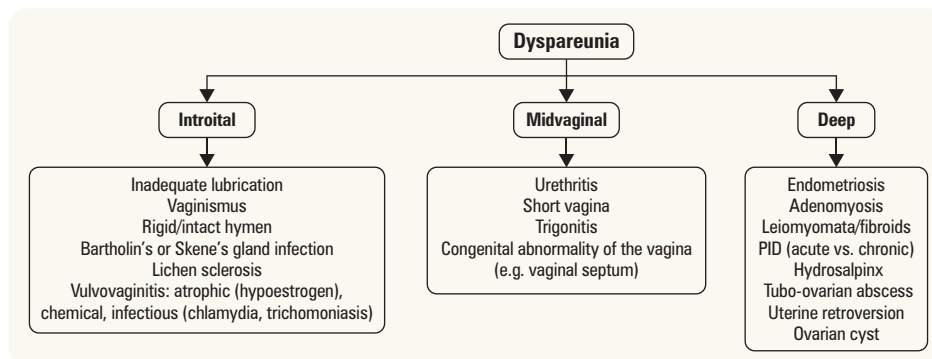 Dyspareunia
Introital
Midvaginal
Deep
Inadequate lubrication
Vaginismus
Rigid/intact hymen
Bartholin's or Skene's gland infection
Lichen sclerosis
Vulvovaginitis: atrophic (hypoestrogen),
chemical, infectious (chlamydia, trichomoniasis)
Urethritis
Short vagina
Trigonitis
Congenital abnormality of the vagina
(e.g. vaginal septum)
Endometriosis
Adenomyosis
Leiomyomata/fibroids
PID (acute vs. chronic)
Hydrosalpinx
Tubo-ovarian abscess
Uterine retroversion
Ovarian cyst